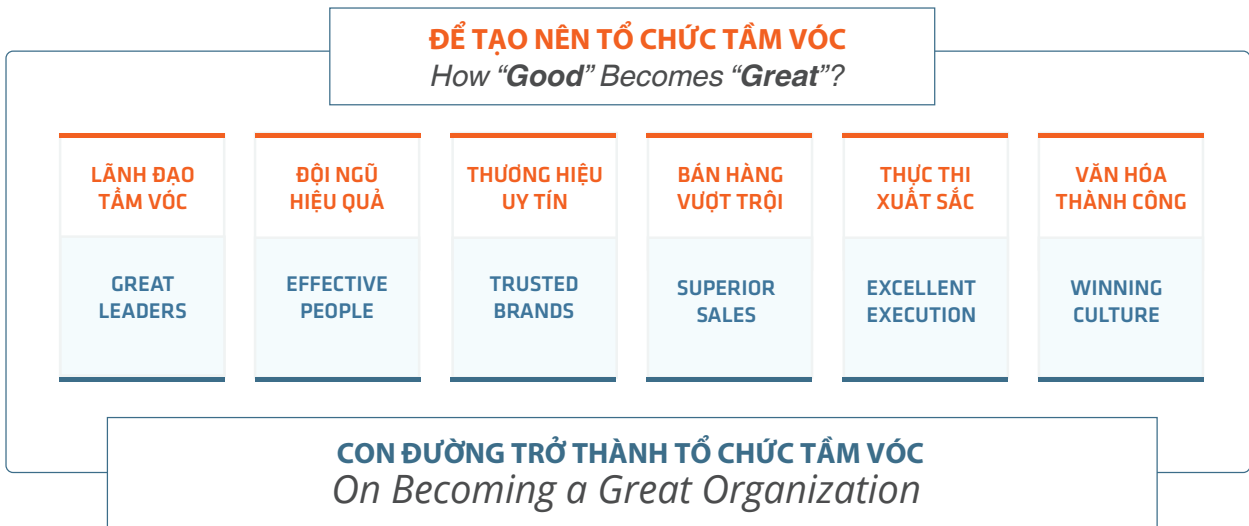 ĐỂ TẠO NÊN TỔ CHỨC TẦM VÓC
How “Good” Becomes “Great”?
LÃNH ĐẠO
TẦM VÓC
GREAT
LEADERS
ĐỘI NGŨ
HIỆU QUẢ
EFFECTIVE
PEOPLE
THƯƠNG HIỆU
UY TÍN
TRUSTED
BRANDS
BÁN HÀNG
VƯỢT TRỘI
SUPERIOR
SALES
THỰC THI
XUẤT SẮC
EXCELLENT
EXECUTION
VĂN HÓA
THÀNH CÔNG
WINNING
CULTURE
CON ĐƯỜNG TRỞ THÀNH TỔ CHỨC TẦM VÓC
On Becoming a Great Organization